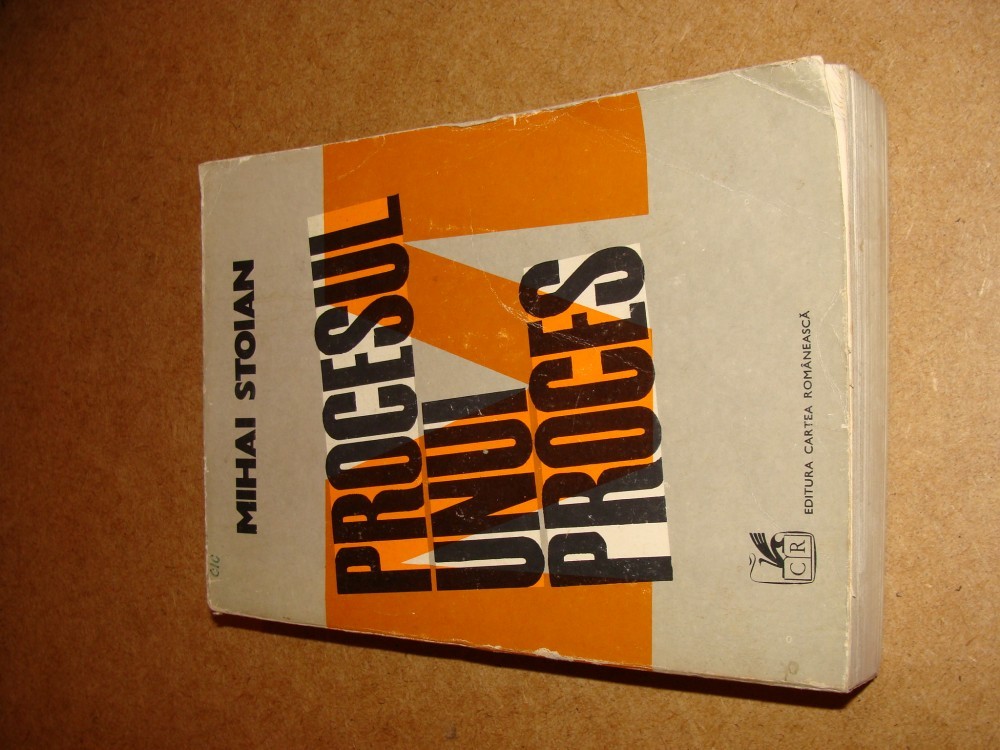 MIHAI STOIAN
PROCESUL
UNUI
PROCES
CR
EDITURA CARTEA ROMÂNEASCĂ